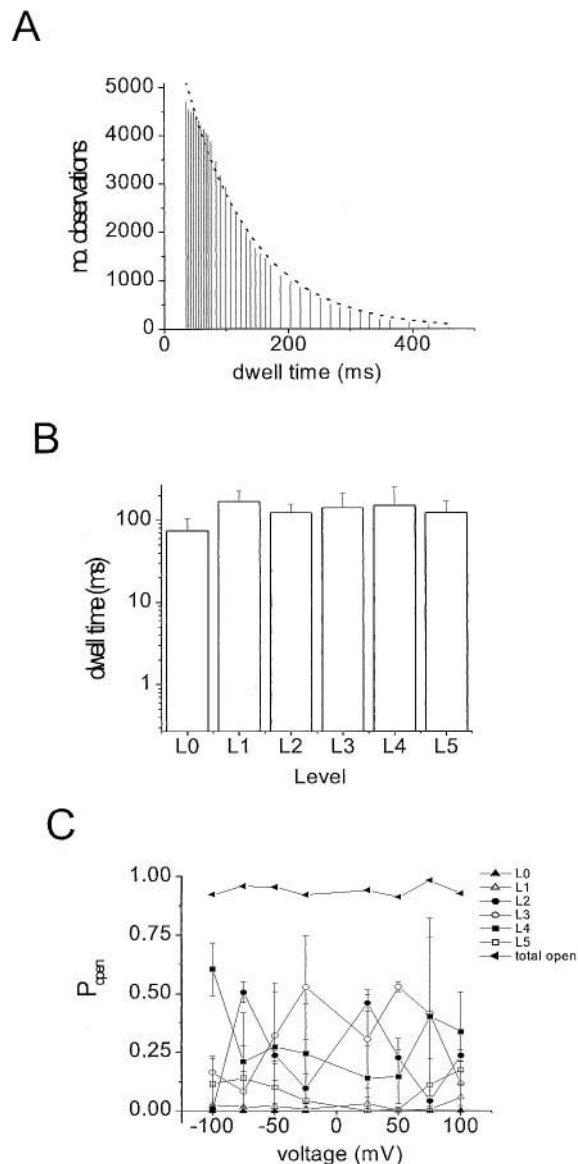 A
5000
4000
3000
2000
1000
0
no. observations
0 200 400
dwell time (ms)
B
100
10
1
dwell time (ms)
L0 L1 L2 L3 L4 L5
Level
C
1.00
0.75
0.50
0.25
0.00
Popen
-100 -50 0 50 100
voltage (mV)
L0
L1
L2
L3
L4
L5
total open